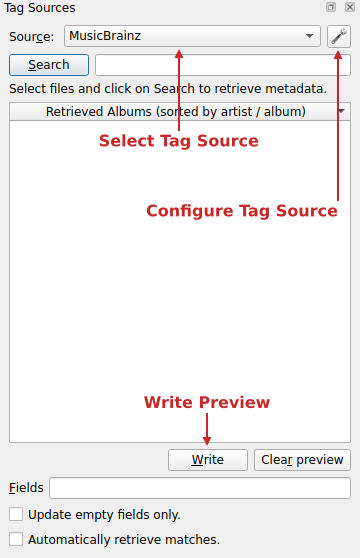 Tag Sources
Source: MusicBrainz
Search
Select files and click on Search to retrieve metadata.
Retrieved Albums (sorted by artist / album)
Select Tag Source
Configure Tag Source
Write Preview
Write Clear preview
Fields
Update empty fields only.
Automatically retrieve matches.